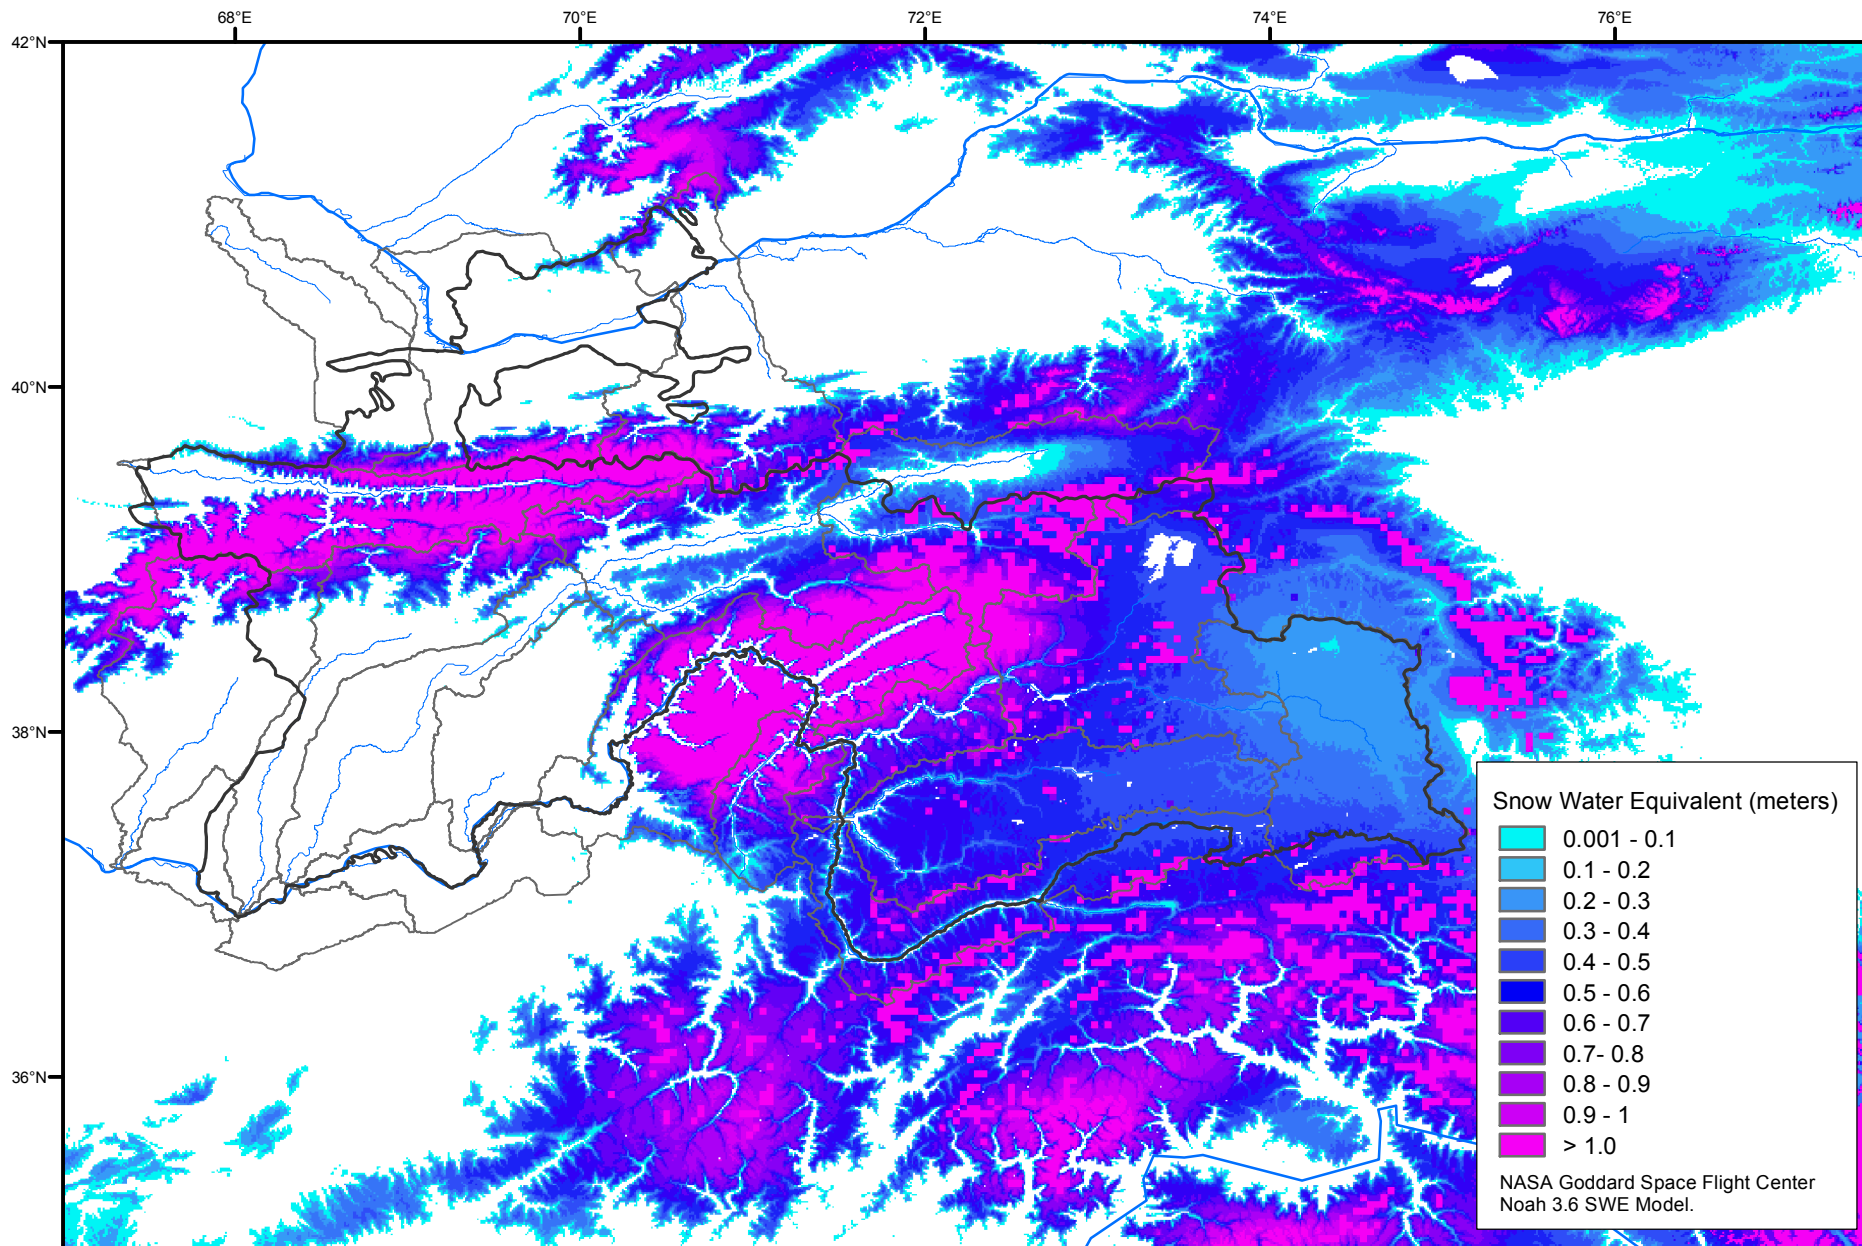 68°E
70°E
72°E
74°E
76°E
42°N
40°N
38°N
36°N
Snow Water Equivalent (meters)
0.001 - 0.1
0.1 - 0.2
0.2 - 0.3
0.3 - 0.4
0.4 - 0.5
0.5 - 0.6
0.6 - 0.7
0.7- 0.8
0.8 - 0.9
0.9 - 1
> 1.0
NASA Goddard Space Flight Center
Noah 3.6 SWE Model.